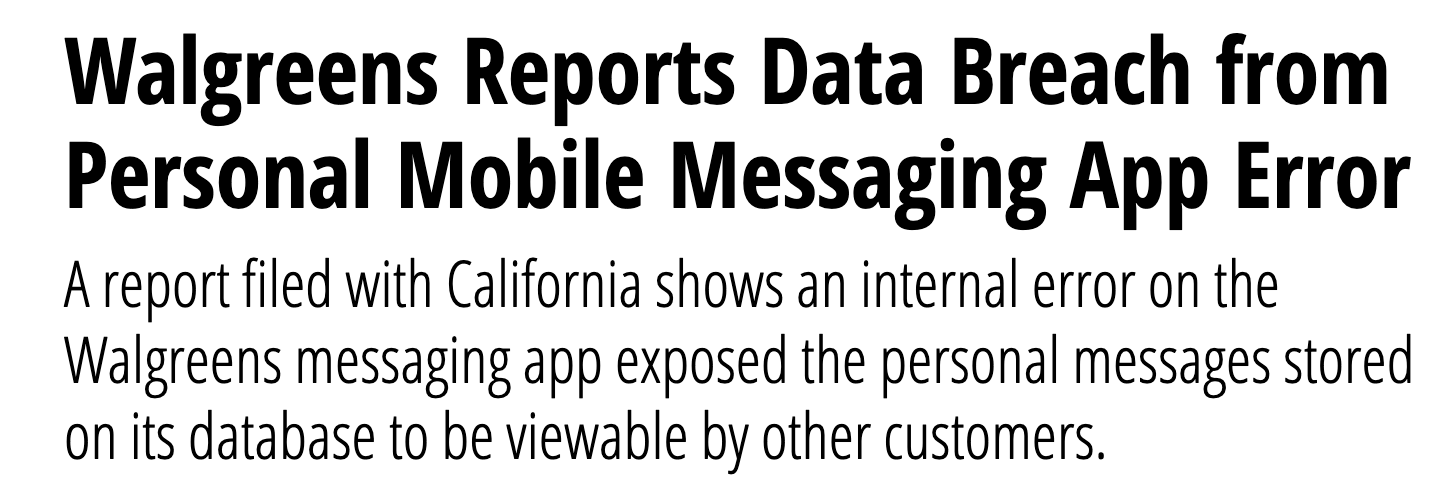 Walgreens Reports Data Breach from
Personal Mobile Messaging App Error
A report filed with California shows an internal error on the
Walgreens messaging app exposed the personal messages stored
on its database to be viewable by other customers.